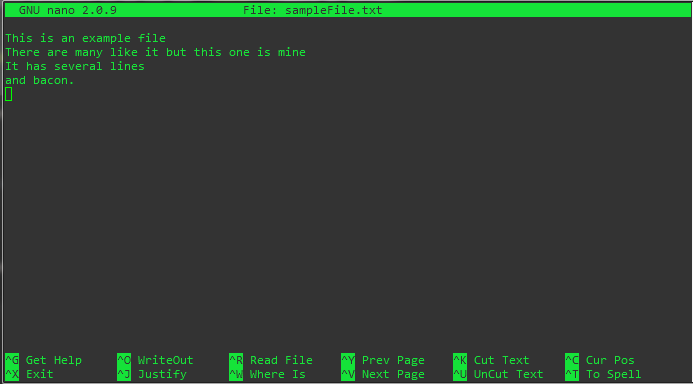 GNU nano 2.0.9 File: sampleFile.txt
This is an example file
There are many like it but this one is mine
It has several lines
and bacon.
^G Get Help ^O WriteOut ^R Read File ^Y Prev Page ^K Cut Text ^C Cur Pos
^X Exit ^J Justify ^W Where Is ^V Next Page ^U UnCut Text ^T To Spell